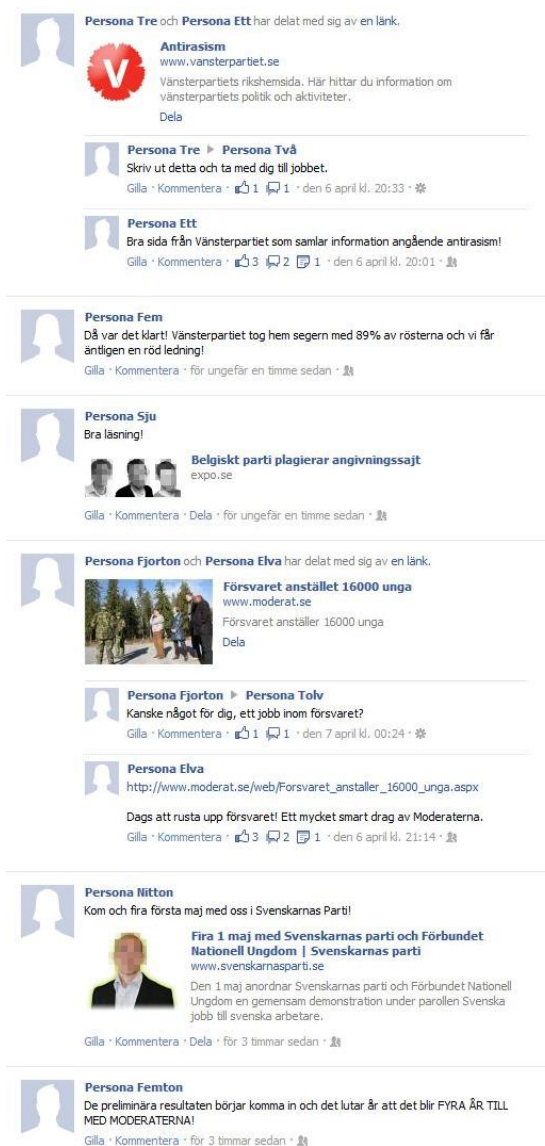 Persona Tre och Persona Ett har delat med sig av en länk.
V
Antirasism
www.vansterpartiet.se
Vänsterpartiets rikshemsida. Här hittar du information om
vänsterpartiets politik och aktiviteter.
Dela
Persona Tre ▶ Persona Två
Skriv ut detta och ta med dig till jobbet.
Gilla · Kommentera · 1 1 · den 6 april kl. 20:33 ·
Persona Ett
Bra sida från Vänsterpartiet som samlar information angående antirasism!
Gilla · Kommentera · 3 2 1 · den 6 april kl. 20:01 ·
Persona Fem
Då var det klart! Vänsterpartiet tog hem segern med 89% av rösterna och vi får
äntligen en röd ledning!
Gilla · Kommentera · för ungefär en timme sedan ·
Persona Sju
Bra läsning!
Belgiskt parti plagierar angivningssajt
expo.se
Gilla · Kommentera · Dela · för ungefär en timme sedan ·
Persona Fjorton och Persona Elva har delat med sig av en länk.
Försvaret anstället 16000 unga
www.moderat.se
Försvaret anställer 16000 unga
Dela
Persona Fjorton ▶ Persona Tolv
Kanske något för dig, ett jobb inom försvaret?
Gilla · Kommentera · 1 1 · den 7 april kl. 00:24 ·
Persona Elva
http://www.moderat.se/web/Forsvaret_anstaller_16000_unga.aspx
Dags att rusta upp försvaret! Ett mycket smart drag av Moderaterna.
Gilla · Kommentera · 3 2 1 · den 6 april kl. 21:14 ·
Persona Nitton
Kom och fira första maj med oss i Svenskarnas Parti!
Fira 1 maj med Svenskarnas parti och Förbundet
Nationell Ungdom | Svenskarnas parti
www.svenskarnasparti.se
Den 1 maj anordnar Svenskarnas parti och Förbundet Nationell
Ungdom en gemensam demonstration under parollen Svenska
jobb till svenska arbetare.
Gilla · Kommentera · Dela · för 3 timmar sedan ·
Persona Femton
De preliminära resultaten börjar komma in och det lutar år att det blir FYRA ÅR TILL
MED MODERATERNA!
Gilla · Kommentera · för 3 timmar sedan ·